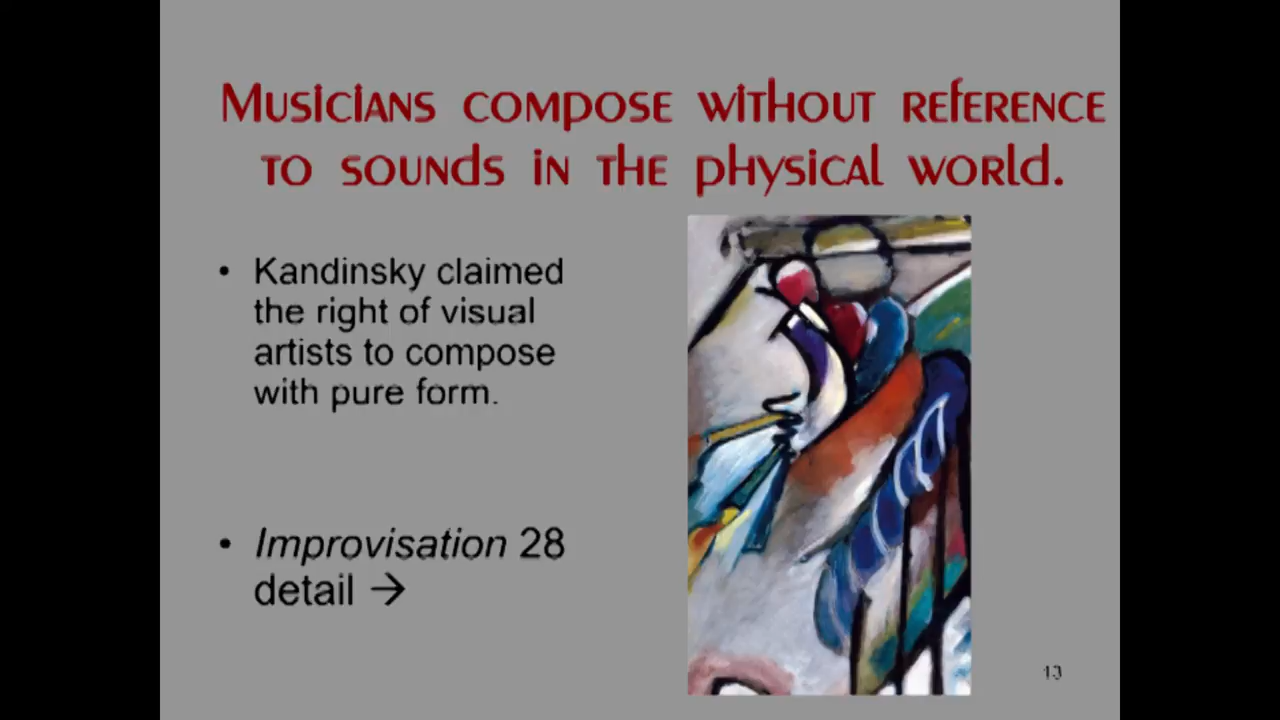 Musicians compose without reference
to sounds in the physical world.
• Kandinsky claimed
the right of visual
artists to compose
with pure form.
• Improvisation 28
detail →
13